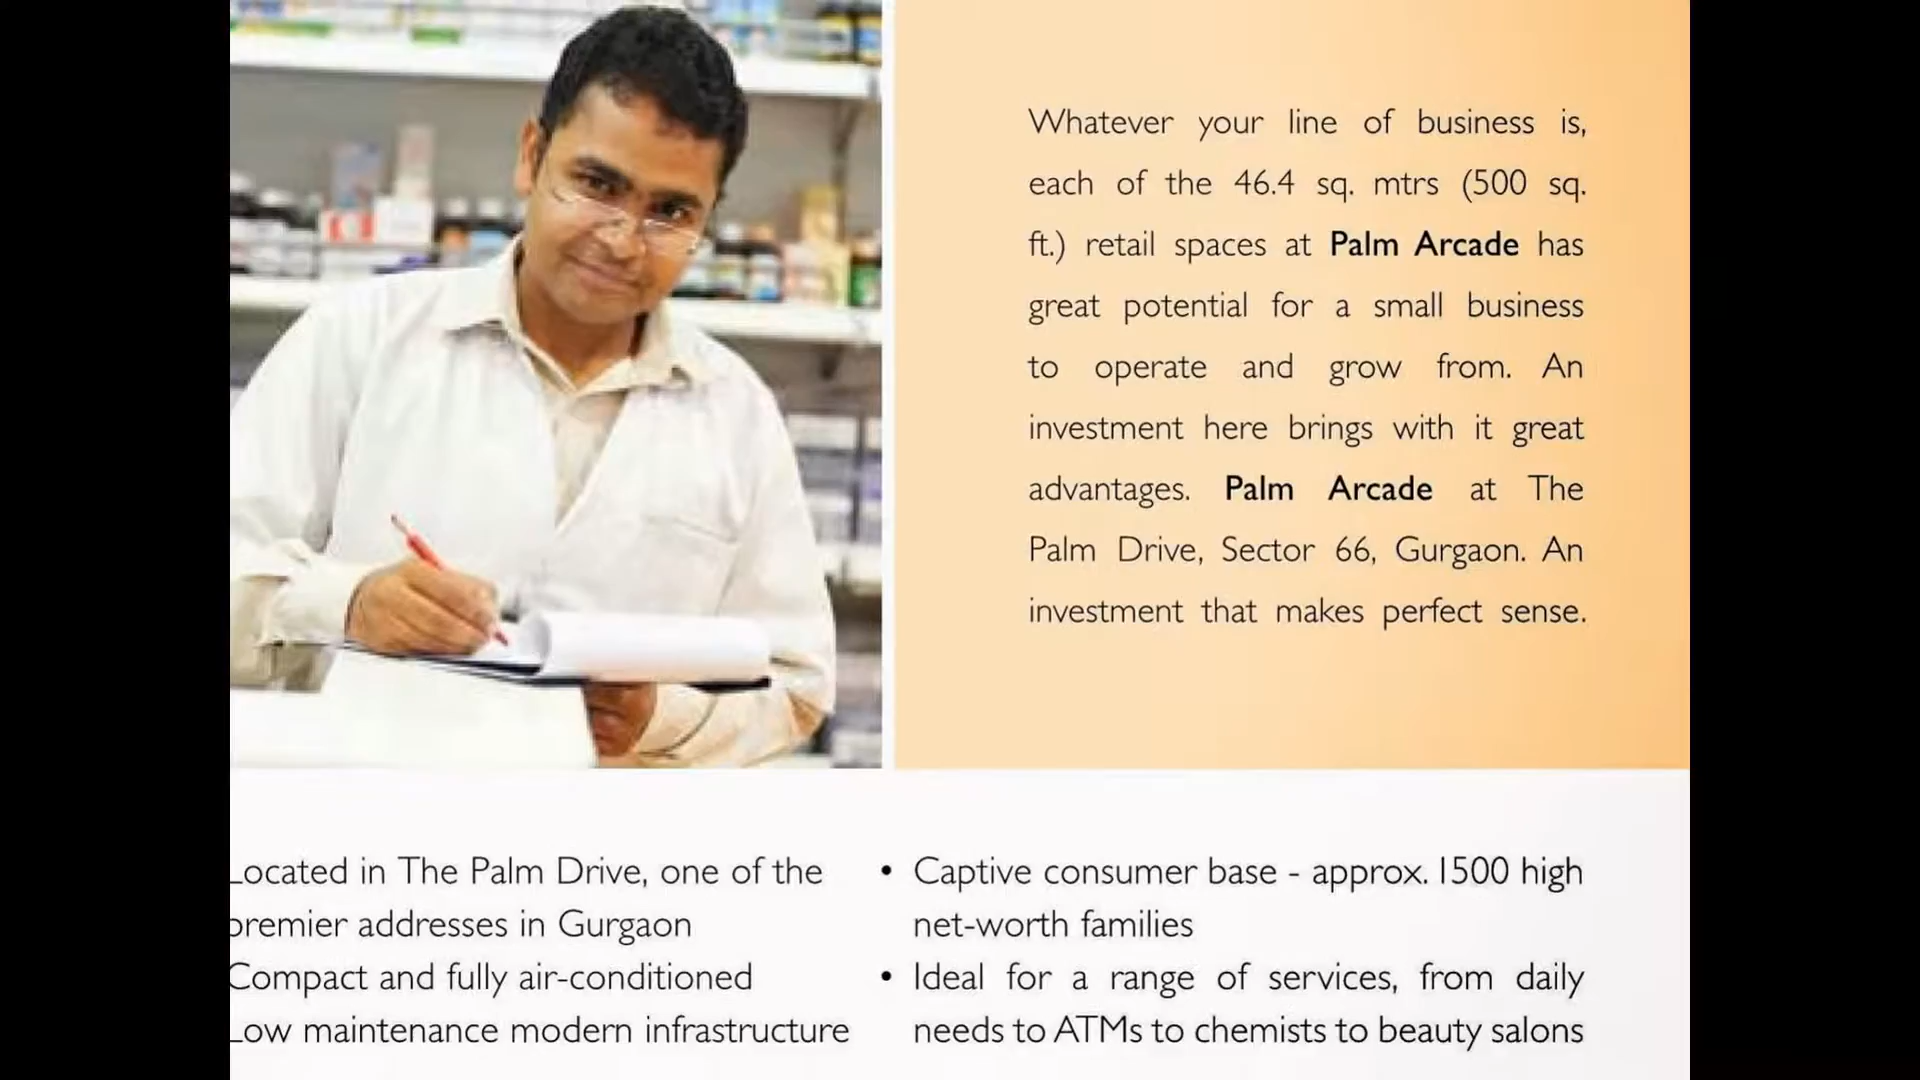 Whatever your line of business is,
each of the 46.4 sq. mtrs (500 sq.
ft.) retail spaces at Palm Arcade has
great potential for a small business
to operate and grow from. An
investment here brings with it great
advantages. Palm Arcade at The
Palm Drive, Sector 66, Gurgaon. An
investment that makes perfect sense.
Located in The Palm Drive, one of the
premier addresses in Gurgaon
Compact and fully air-conditioned
Low maintenance modern infrastructure
• Captive consumer base - approx. 1500 high
net-worth families
• Ideal for a range of services, from daily
needs to ATMs to chemists to beauty salons